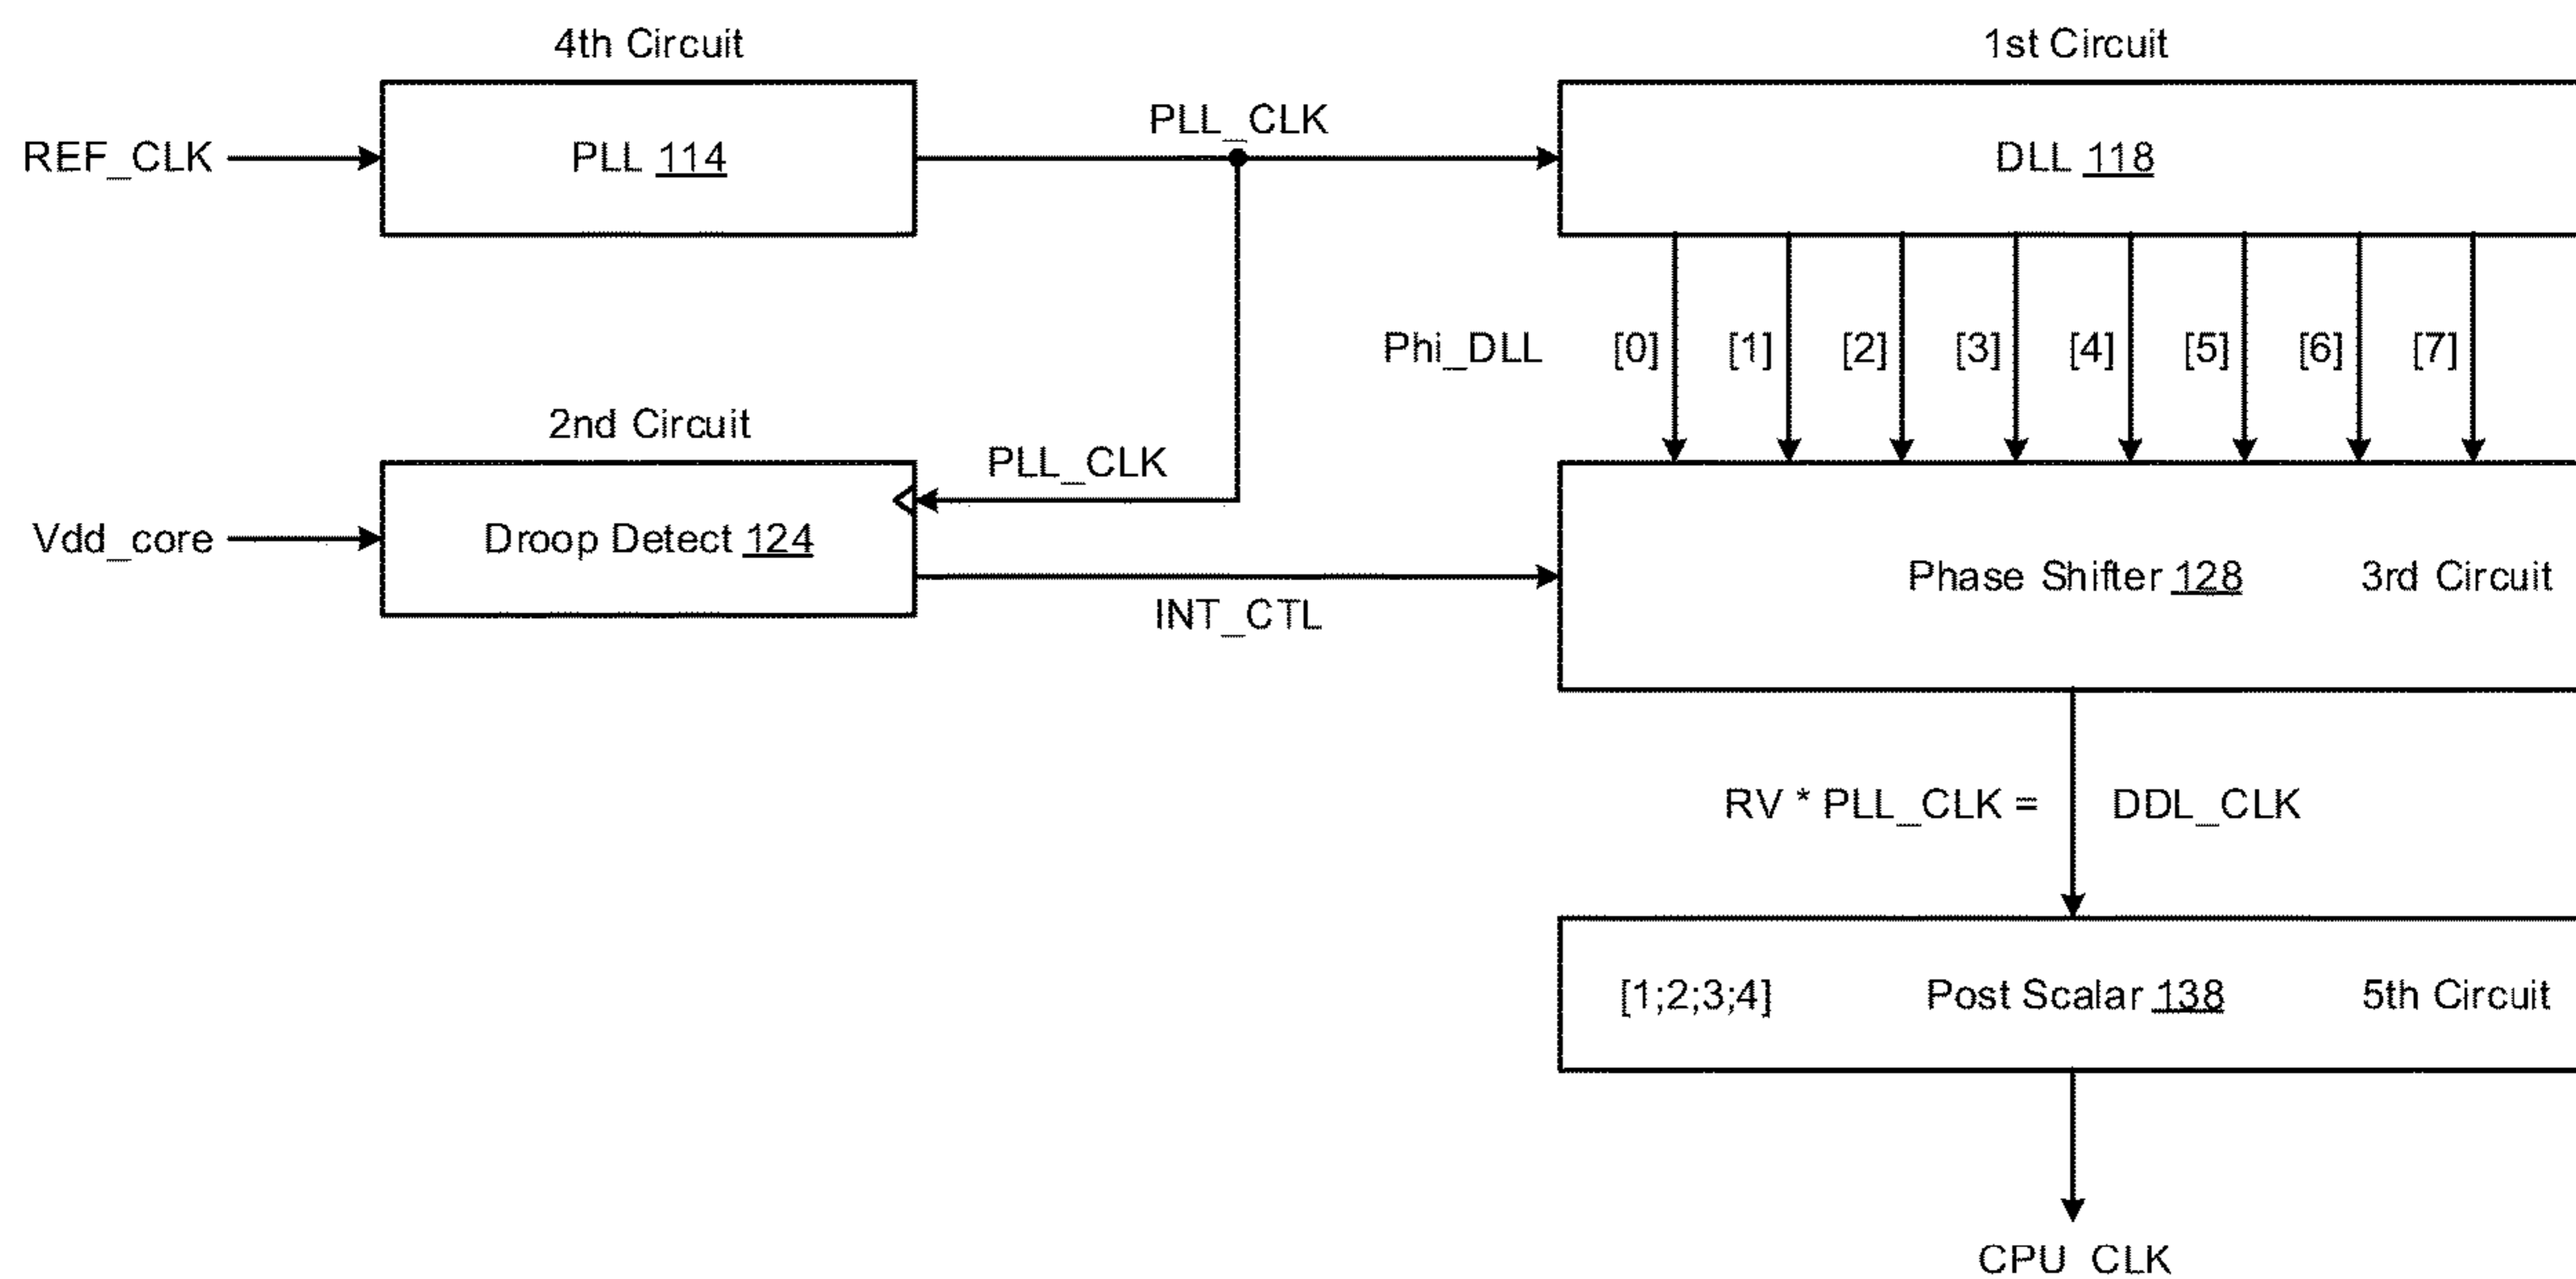 4th Circuit
1st Circuit
REF_CLK
PLL 114
PLL_CLK
DLL 118
Phi_DLL [0] [1] [2] [3] [4] [5] [6] [7]
2nd Circuit
PLL_CLK
Vdd_core
Droop Detect 124
INT_CTL
Phase Shifter 128 3rd Circuit
RV * PLL_CLK = DDL_CLK
[1;2;3;4] Post Scalar 138 5th Circuit
CPU_CLK